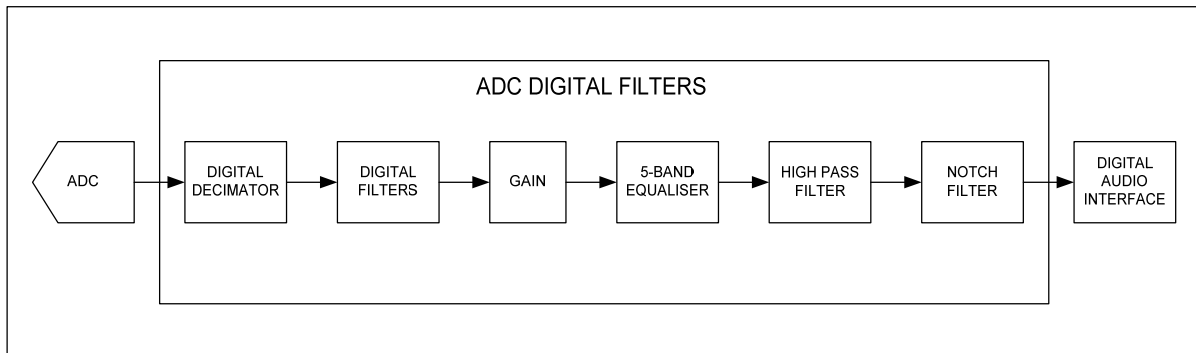 ADC DIGITAL FILTERS
ADC
DIGITAL
DECIMATOR
DIGITAL
FILTERS
GAIN
5-BAND
EQUALISER
HIGH PASS
FILTER
NOTCH
FILTER
DIGITAL
AUDIO
INTERFACE